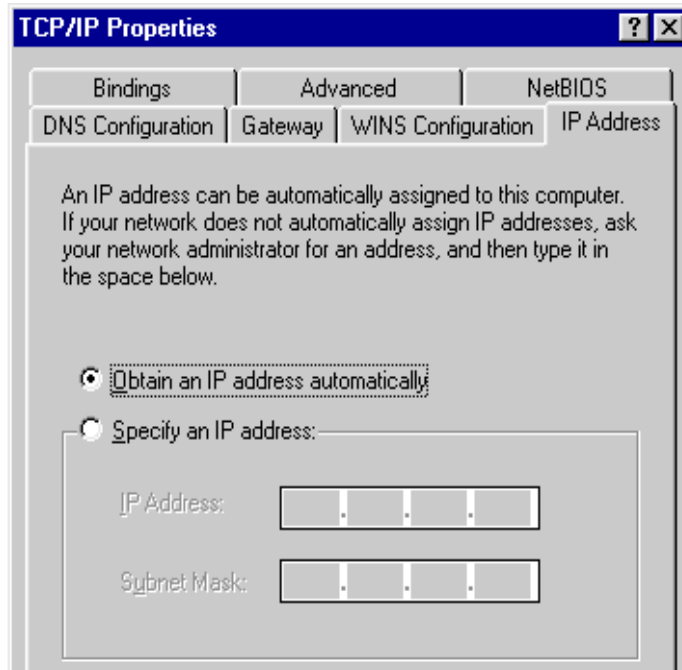 TCP/IP Properties
Bindings Advanced NetBIOS
DNS Configuration Gateway WINS Configuration IP Address
An IP address can be automatically assigned to this computer.
If your network does not automatically assign IP addresses, ask
your network administrator for an address, and then type it in
the space below.
Obtain an IP address automatically
Specify an IP address:
IP Address:
Subnet Mask: